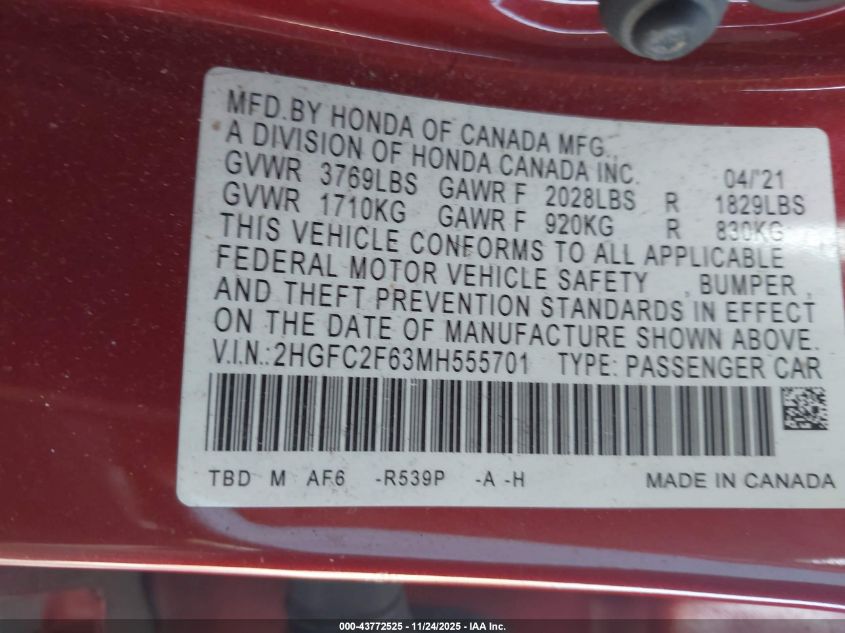 MFD.BY HONDA OF CANADA MFG.,
A DIVISION OF HONDA CANADA INC. 04/'21
GVWR 3769LBS GAWR F 2028LBS R 1829LBS
GVWR 1710KG GAWR F 920KG R 830KG
THIS VEHICLE CONFORMS TO ALL APPLICABLE
FEDERAL MOTOR VEHICLE SAFETY , BUMPER ,
AND THEFT PREVENTION STANDARDS IN EFFECT
ON THE DATE OF MANUFACTURE SHOWN ABOVE.
V.I.N.:2HGFC2F63MH555701 TYPE: PASSENGER CAR
TBD M AF6 -R539P -A -H MADE IN CANADA
000-43772525 - 11/24/2025 - IAA Inc.